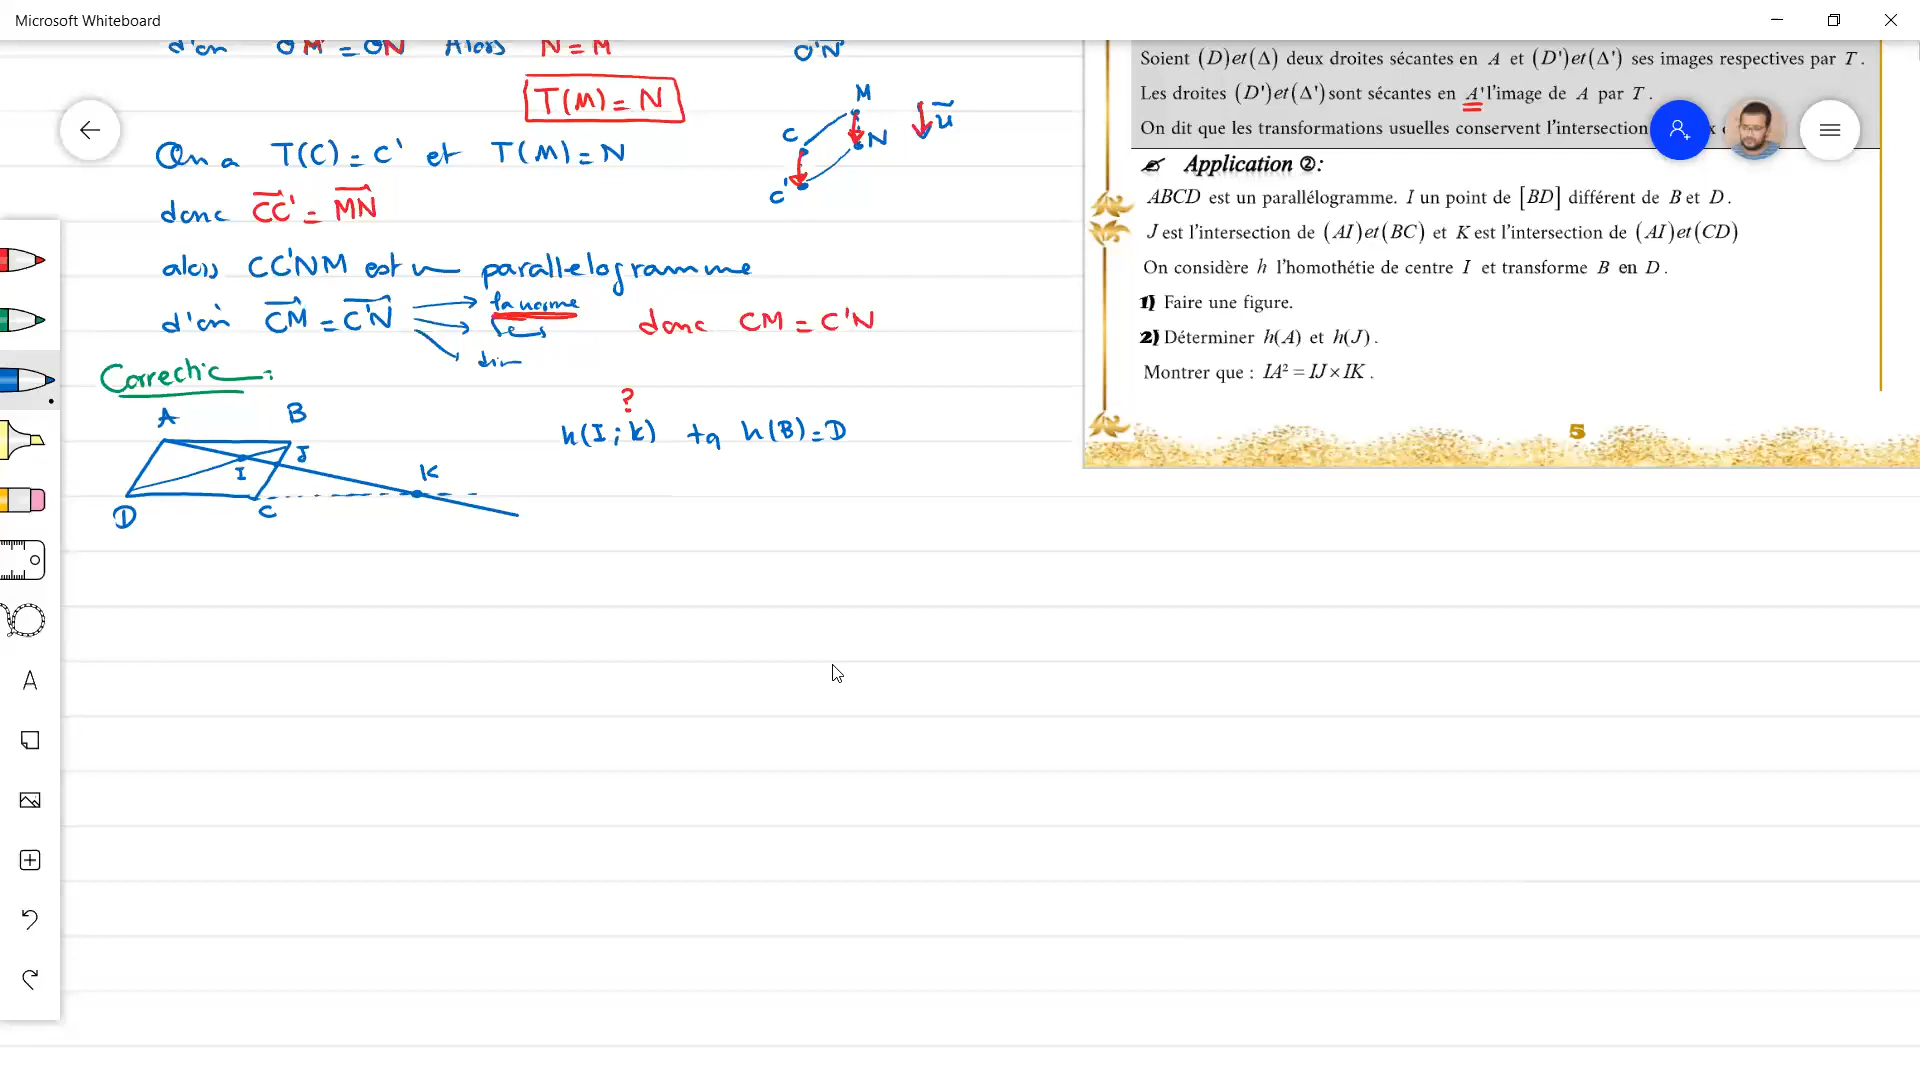 Microsoft Whiteboard
d'où OM = ON Alors N = M
O'N
T(M) = N
M
C
N
u
C'
On a T(C) = C' et T(M) = N
donc CC' = MN
alors CC'NM est un parallelogramme
d'où CM = C'N
la norme
sens
dir
donc CM = C'N
Correction :
A B
I J K
D C
?
h(I ; k) tq h(B) = D
Soient (D)et(Δ) deux droites sécantes en A et (D')et(Δ') ses images respectives par T .
Les droites (D')et(Δ') sont sécantes en A' l'image de A par T .
On dit que les transformations usuelles conservent l'intersection
Application ②:
ABCD est un parallélogramme. I un point de [BD] différent de B et D .
J est l'intersection de (AI)et(BC) et K est l'intersection de (AI)et(CD)
On considère h l'homothétie de centre I et transforme B en D .
1) Faire une figure.
2) Déterminer h(A) et h(J) .
Montrer que : IA² = IJ × IK .
5
A